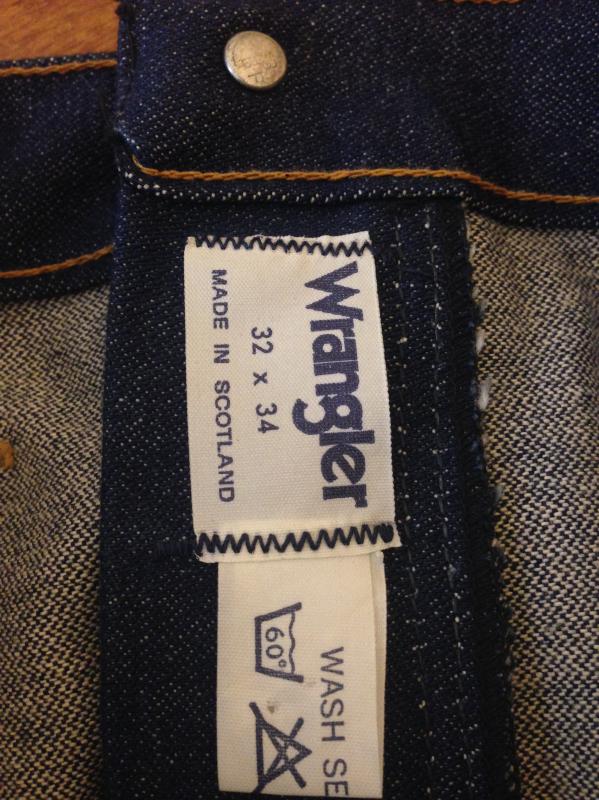 Wrangler
32 x 34
MADE IN SCOTLAND
WASH SE
60°